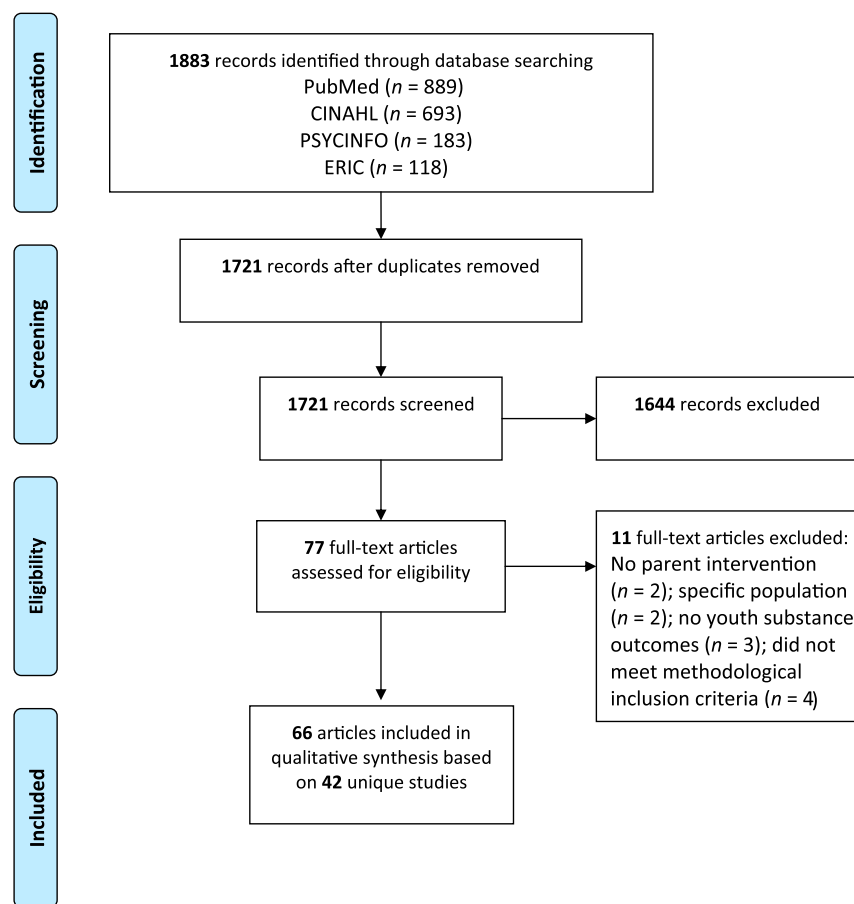 Identification
1883 records identified through database searching
PubMed (n = 889)
CINAHL (n = 693)
PSYCINFO (n = 183)
ERIC (n = 118)
Screening
1721 records after duplicates removed
1721 records screened
1644 records excluded
Eligibility
77 full-text articles
assessed for eligibility
11 full-text articles excluded:
No parent intervention
(n = 2); specific population
(n = 2); no youth substance
outcomes (n = 3); did not
meet methodological
inclusion criteria (n = 4)
Included
66 articles included in
qualitative synthesis based
on 42 unique studies